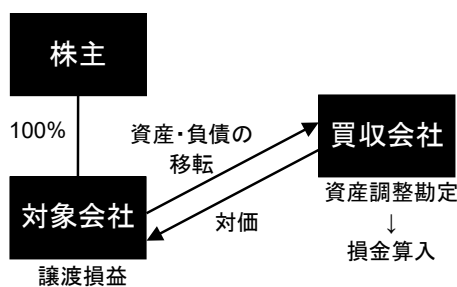 株主
100%
資産・負債の
移転
買収会社
資産調整勘定
↓
損金算入
対象会社
対価
譲渡損益